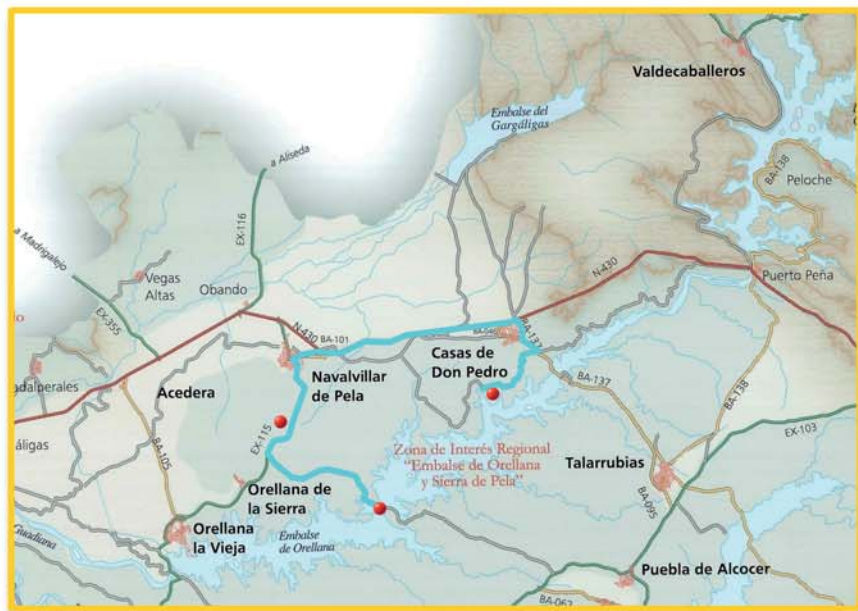 Valdecaballeros
Embalse del
Gargáligas
BA-138
Peloche
a Aliseda
EX-116
a Madrigalejo
Vegas
Altas
Obando
EX-355
N-430
Puerto Peña
N-430
BA-101
BA-137
Casas de
Don Pedro
Navalvillar
de Pela
Acedera
BA-137
BA-138
EX-115
EX-103
BA-105
áligas
Zona de Interés Regional
"Embalse de Orellana
y Sierra de Pela"
Talarrubias
BA-095
Orellana de
la Sierra
Orellana
la Vieja
Embalse
de Orellana
Guadiana
Puebla de Alcocer